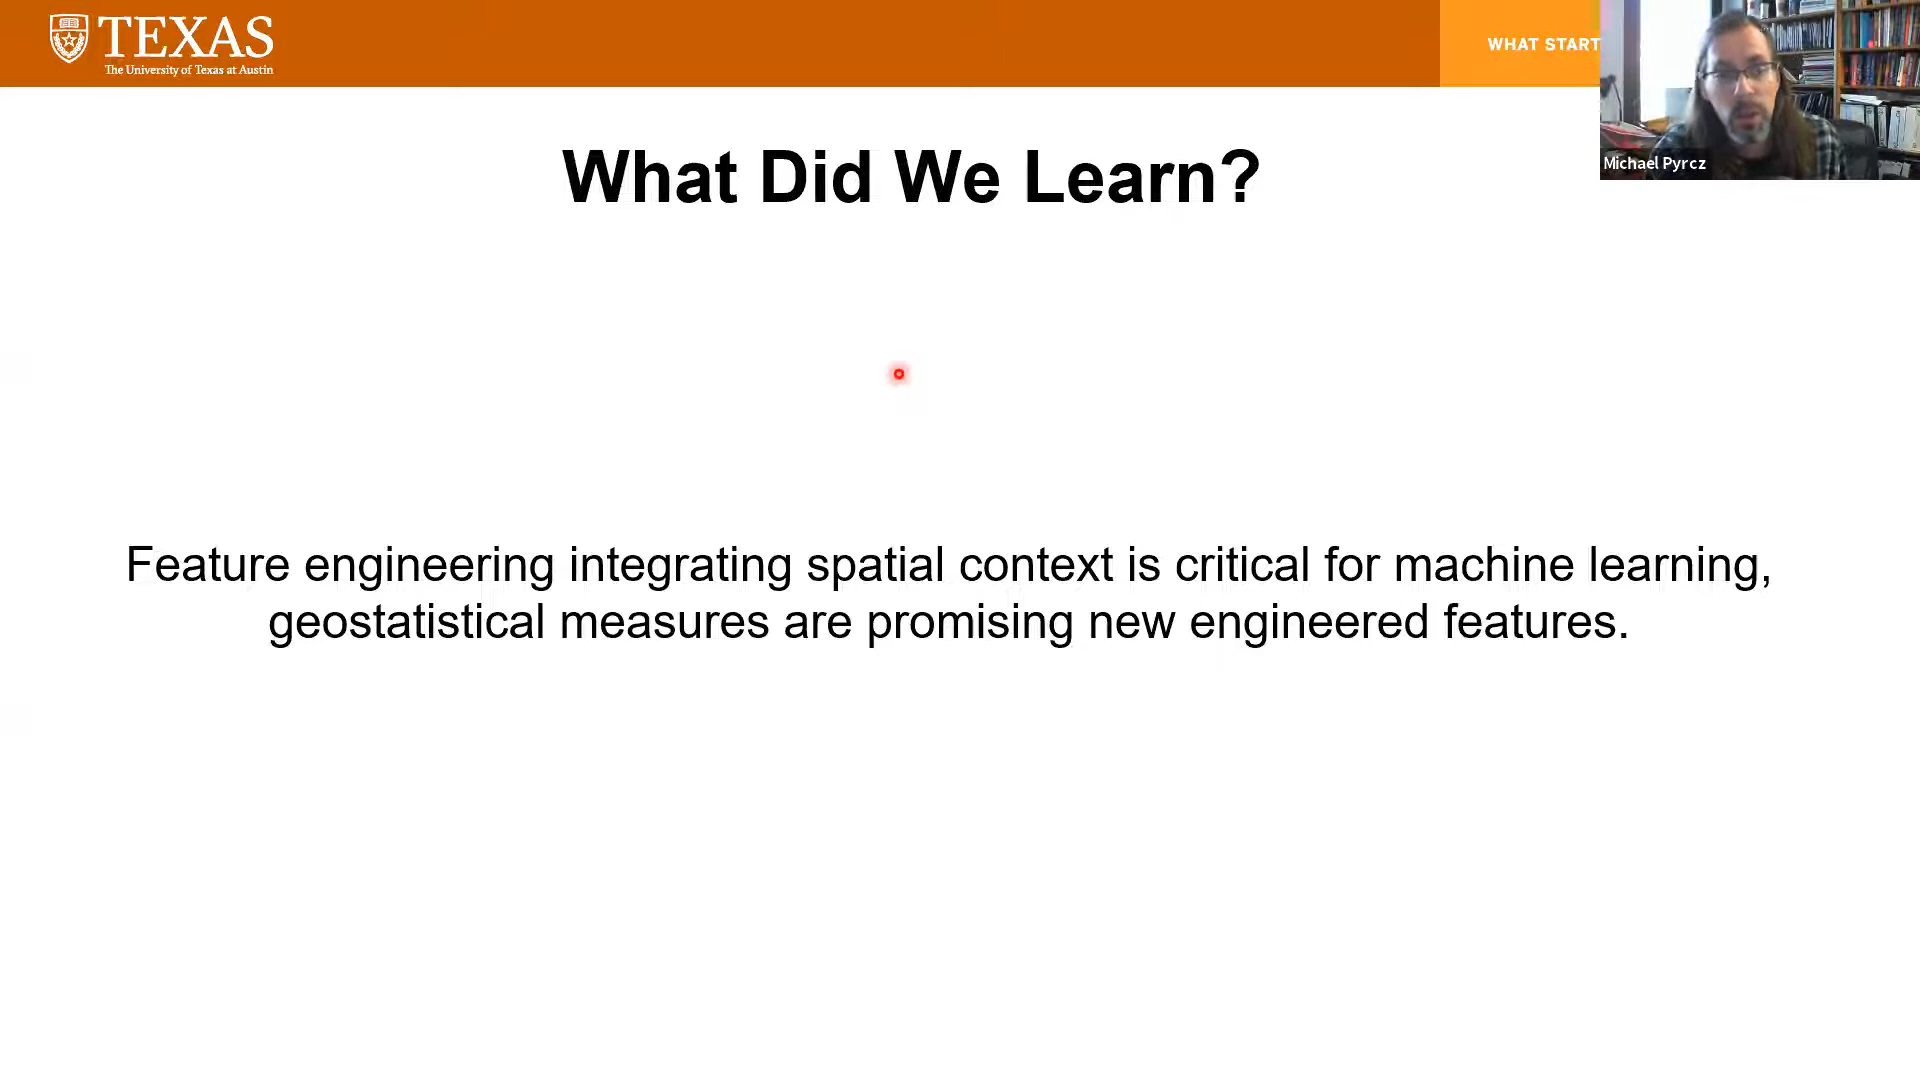 TEXAS
The University of Texas at Austin
WHAT START
Michael Pyrcz
What Did We Learn?
Feature engineering integrating spatial context is critical for machine learning,
geostatistical measures are promising new engineered features.